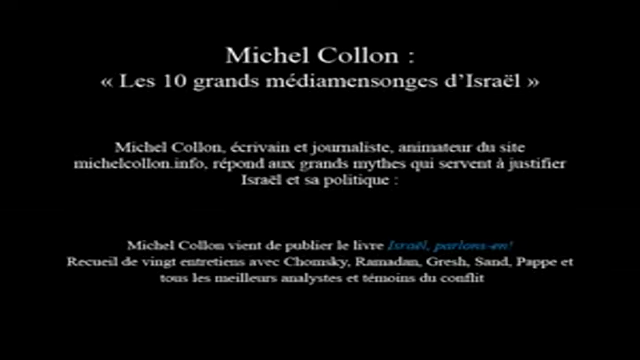 Michel Collon :
« Les 10 grands médiamensonges d’Israël »
Michel Collon, écrivain et journaliste, animateur du site
michelcollon.info, répond aux grands mythes qui servent à justifier
Israël et sa politique :
Michel Collon vient de publier le livre Israël, parlons-en!
Recueil de vingt entretiens avec Chomsky, Ramadan, Gresh, Sand, Pappe et
tous les meilleurs analystes et témoins du conflit